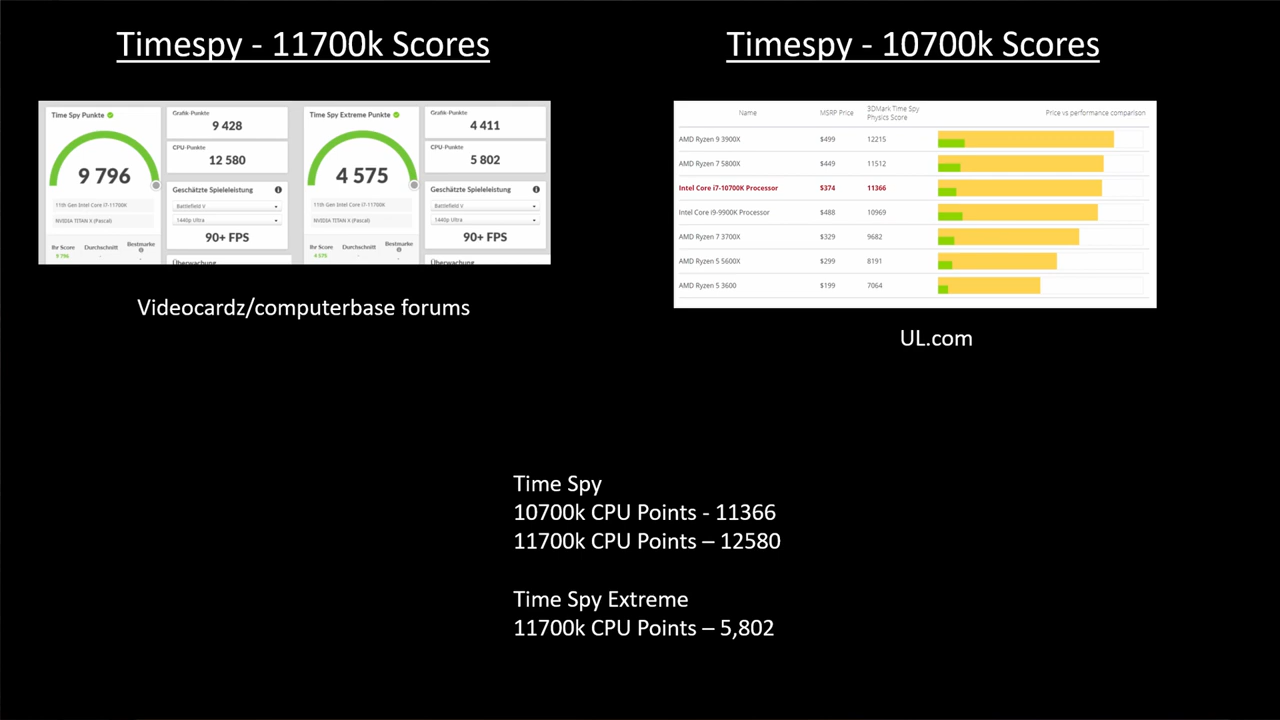 Timespy - 11700k Scores
Timespy - 10700k Scores
Time Spy Punkte
9 796
11th Gen Intel Core i7-11700K
NVIDIA TITAN X (Pascal)
Ihr Score Durchschnitt Bestmarke
9 796 - -
Grafik-Punkte
9 428
CPU-Punkte
12 580
Geschätzte Spieleleistung
Battlefield V
1440p Ultra
90+ FPS
Überwachung
Time Spy Extreme Punkte
4 575
11th Gen Intel Core i7-11700K
NVIDIA TITAN X (Pascal)
Ihr Score Durchschnitt Bestmarke
4 575 - -
Grafik-Punkte
4 411
CPU-Punkte
5 802
Geschätzte Spieleleistung
Battlefield V
1440p Ultra
90+ FPS
Überwachung
Videocardz/computerbase forums
Name MSRP Price 3DMark Time Spy Physics Score Price vs performance comparison
AMD Ryzen 9 3900X $499 12215
AMD Ryzen 7 5800X $449 11512
Intel Core i7-10700K Processor $374 11366
Intel Core i9-9900K Processor $488 10969
AMD Ryzen 7 3700X $329 9682
AMD Ryzen 5 5600X $299 8191
AMD Ryzen 5 3600 $199 7064
UL.com
Time Spy
10700k CPU Points - 11366
11700k CPU Points – 12580
Time Spy Extreme
11700k CPU Points – 5,802